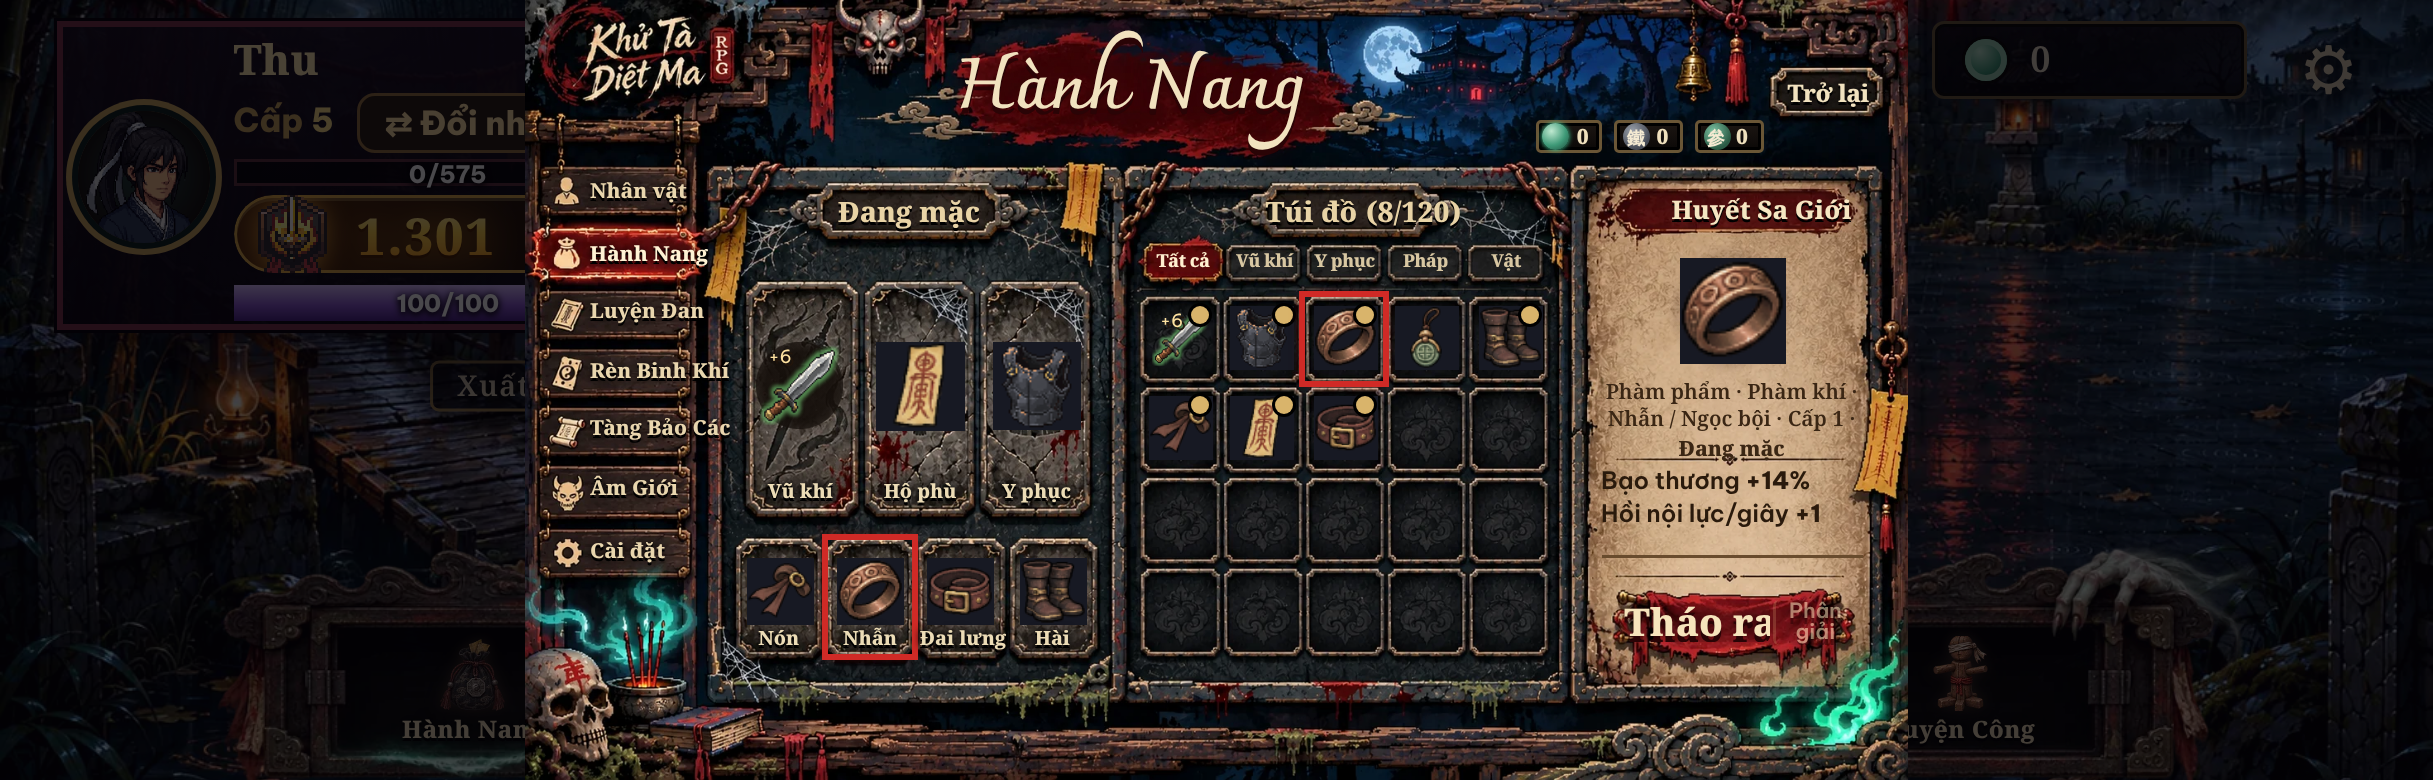 Thu
Cấp 5
⇄ Đổi nh
0/575
1.301
100/100
Xuất
Hành Nan
Khử Tà
Diệt Ma
RPG
Hành Nang
Trở lại
0
鐵 0
參 0
0
Nhân vật
Hành Nang
Luyện Đan
Rèn Binh Khí
Tàng Bảo Các
Âm Giới
Cài đặt
Đang mặc
+6
Vũ khí
Hộ phù
Y phục
Nón
Nhẫn
Đai lưng
Hài
Túi đồ (8/120)
Tất cả
Vũ khí
Y phục
Pháp
Vật
+6
Huyết Sa Giới
Phàm phẩm · Phàm khí ·
Nhẫn / Ngọc bội · Cấp 1 ·
Đang mặc
Bạo thương +14%
Hồi nội lực/giây +1
Tháo ra
Phân
giải
uyện Công